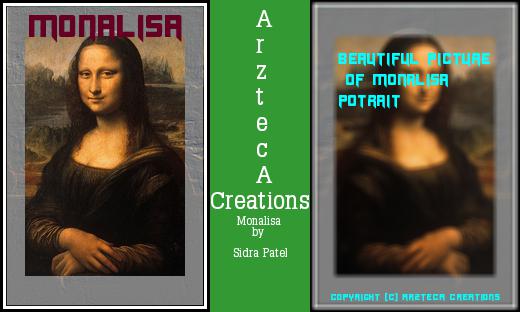 MONALISA
A
r
z
t
e
c
A
Creations
Monalisa
by
Sidra Patel
BEAUTIFUL PICTURE
OF MONALISA
POTRAIT
COPYRIGHT (C) ARZTECA CREATIONS